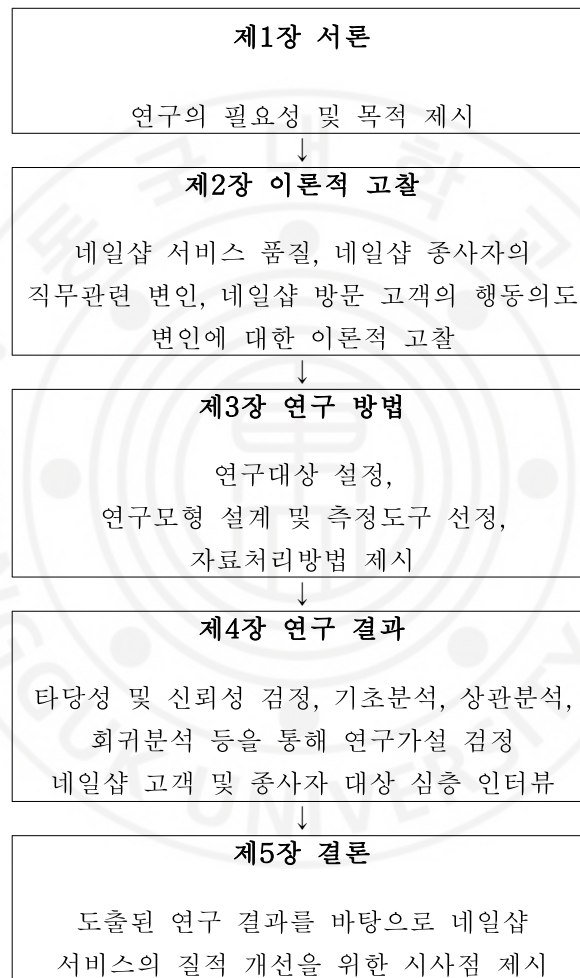 제1장 서론
연구의 필요성 및 목적 제시
↓
제2장 이론적 고찰
네일샵 서비스 품질, 네일샵 종사자의
직무관련 변인, 네일샵 방문 고객의 행동의도
변인에 대한 이론적 고찰
↓
제3장 연구 방법
연구대상 설정,
연구모형 설계 및 측정도구 선정,
자료처리방법 제시
↓
제4장 연구 결과
타당성 및 신뢰성 검정, 기초분석, 상관분석,
회귀분석 등을 통해 연구가설 검정
네일샵 고객 및 종사자 대상 심층 인터뷰
↓
제5장 결론
도출된 연구 결과를 바탕으로 네일샵
서비스의 질적 개선을 위한 시사점 제시